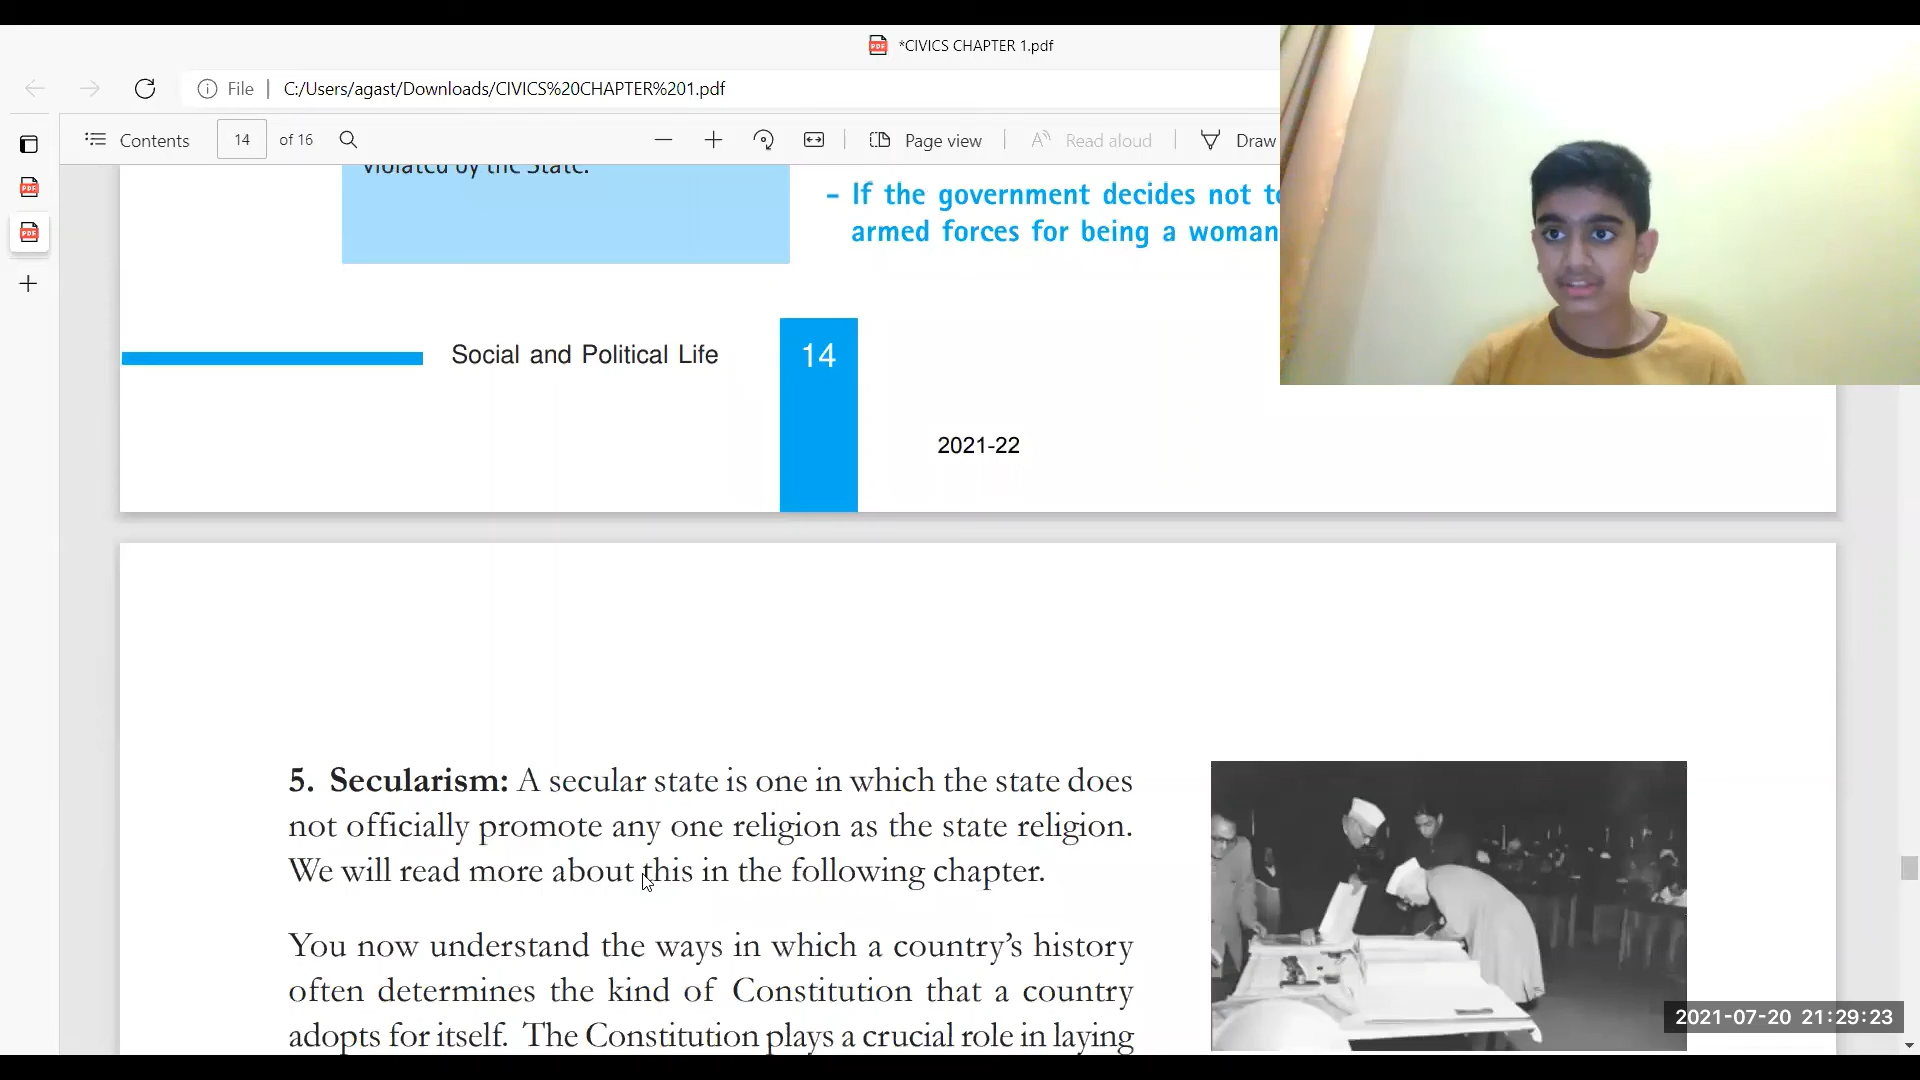 *CIVICS CHAPTER 1.pdf
File | C:/Users/agast/Downloads/CIVICS%20CHAPTER%201.pdf
Contents 14 of 16 Page view Read aloud Draw
violated by the State.
– If the government decides not to
armed forces for being a woman
Social and Political Life 14
2021-22
5. Secularism: A secular state is one in which the state does
not officially promote any one religion as the state religion.
We will read more about this in the following chapter.
You now understand the ways in which a country’s history
often determines the kind of Constitution that a country
adopts for itself. The Constitution plays a crucial role in laying
2021-07-20 21:29:23